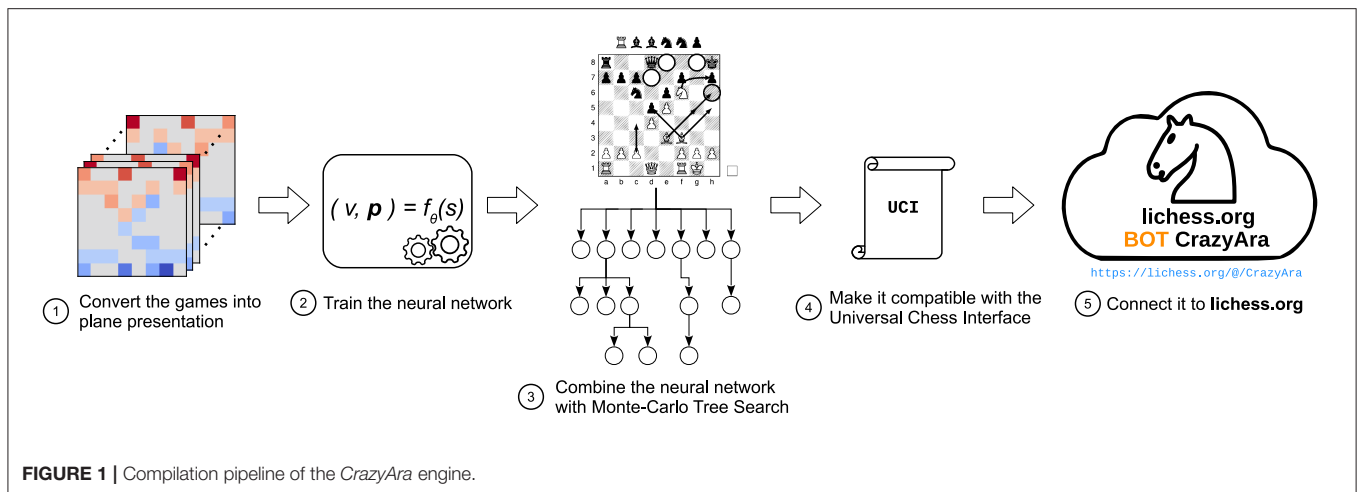 8
7
6
5
4
3
2
1
a b c d e f g h
( v, p ) = fθ(s)
UCI
lichess.org
BOT CrazyAra
https://lichess.org/@/CrazyAra
1 Convert the games into
plane presentation
2 Train the neural network
3 Combine the neural network
with Monte-Carlo Tree Search
4 Make it compatible with the
Universal Chess Interface
5 Connect it to lichess.org
FIGURE 1 | Compilation pipeline of the CrazyAra engine.